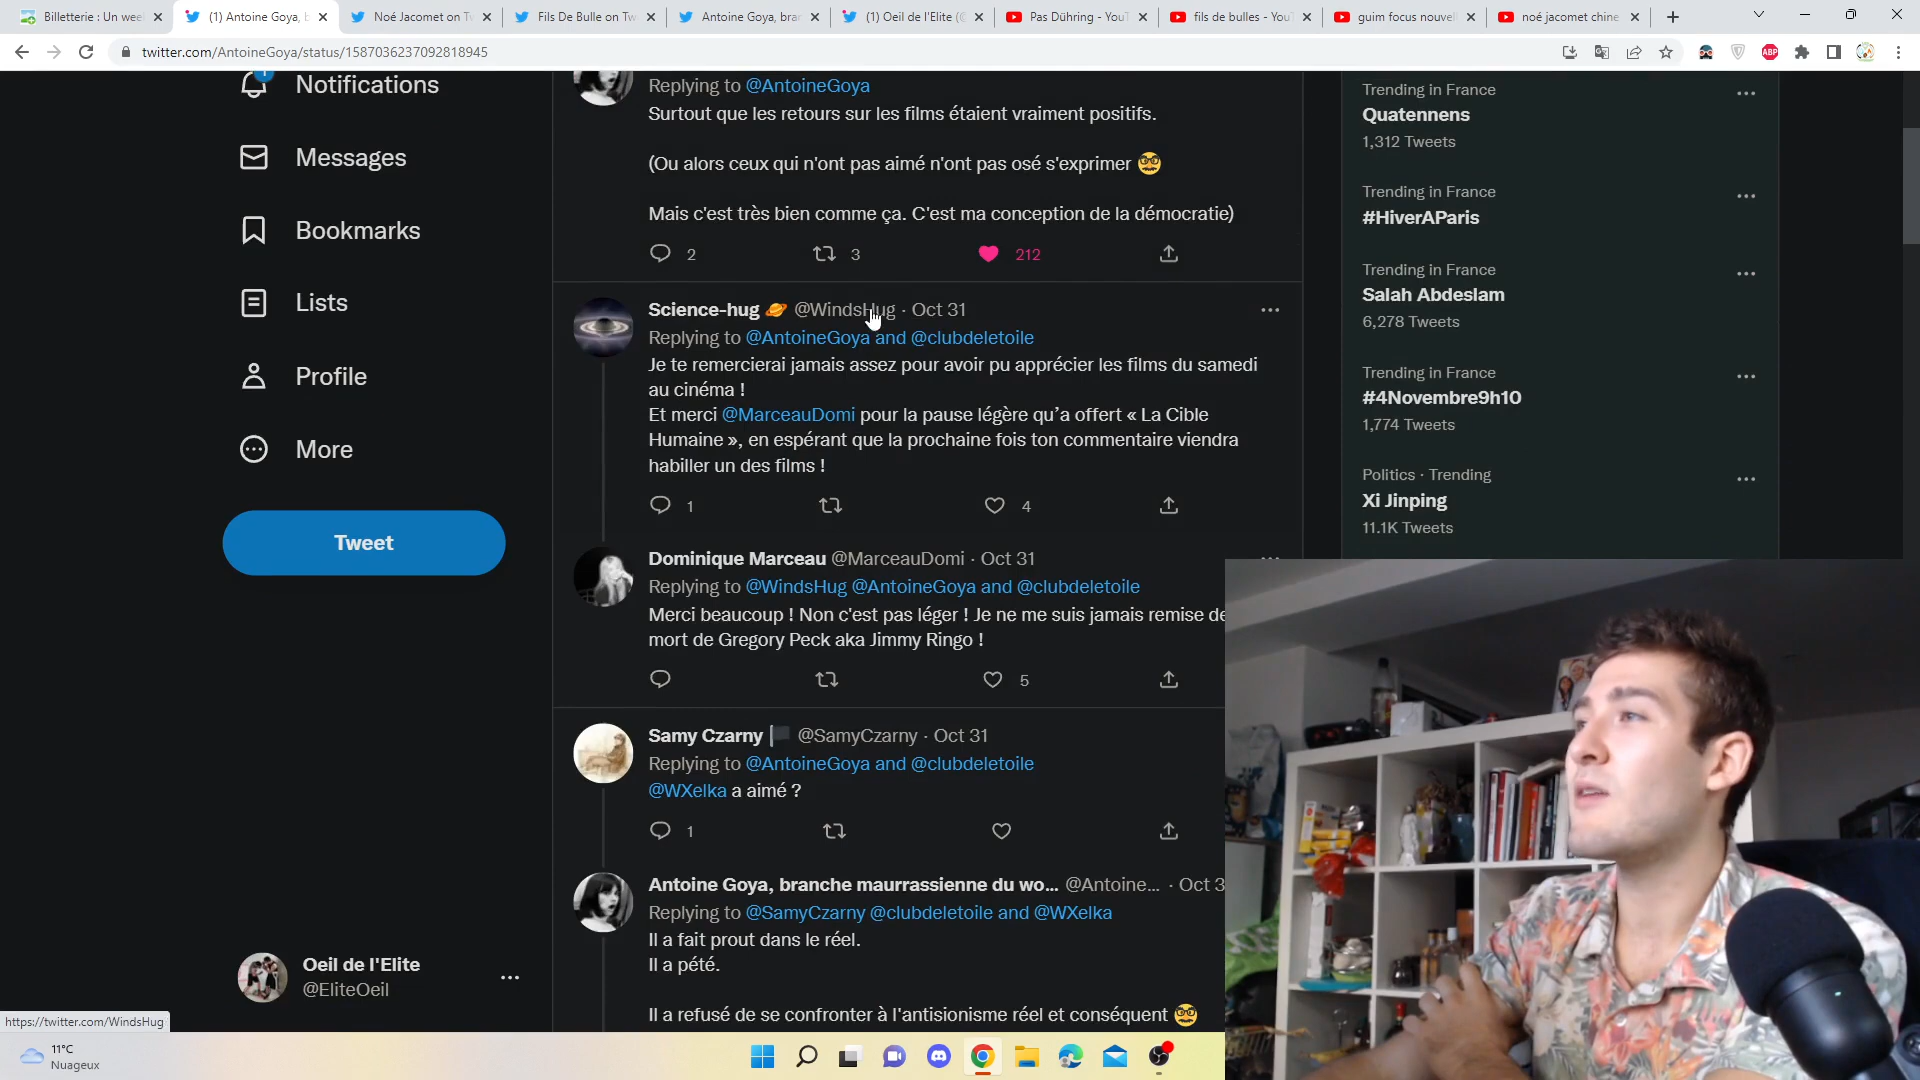 Billetterie : Un wee
(1) Antoine Goya, b
Noé Jacomet on Tw
Fils De Bulle on Tw
Antoine Goya, bran
(1) Oeil de l'Elite (@
Pas Dühring - YouT
fils de bulles - YouT
guim focus nouvel
noé jacomet chine
twitter.com/AntoineGoya/status/1587036237092818945
ABP
Notifications
Messages
Bookmarks
Lists
Profile
More
Tweet
Oeil de l'Elite
@EliteOeil
https://twitter.com/WindsHug
Replying to @AntoineGoya
Surtout que les retours sur les films étaient vraiment positifs.
(Ou alors ceux qui n'ont pas aimé n'ont pas osé s'exprimer 🥸
Mais c'est très bien comme ça. C'est ma conception de la démocratie)
2 3 212
Science-hug 🪐 @WindsHug · Oct 31
Replying to @AntoineGoya and @clubdeletoile
Je te remercierai jamais assez pour avoir pu apprécier les films du samedi
au cinéma !
Et merci @MarceauDomi pour la pause légère qu'a offert « La Cible
Humaine », en espérant que la prochaine fois ton commentaire viendra
habiller un des films !
1 4
Dominique Marceau @MarceauDomi · Oct 31
Replying to @WindsHug @AntoineGoya and @clubdeletoile
Merci beaucoup ! Non c'est pas léger ! Je ne me suis jamais remise de
mort de Gregory Peck aka Jimmy Ringo !
5
Samy Czarny 🏴 @SamyCzarny · Oct 31
Replying to @AntoineGoya and @clubdeletoile
@WXelka a aimé ?
1
Antoine Goya, branche maurrassienne du wo... @Antoine... · Oct 3
Replying to @SamyCzarny @clubdeletoile and @WXelka
Il a fait prout dans le réel.
Il a pété.
Il a refusé de se confronter à l'antisionisme réel et conséquent 🥸
Trending in France
Quatennens
1,312 Tweets
Trending in France
#HiverAParis
Trending in France
Salah Abdeslam
6,278 Tweets
Trending in France
#4Novembre9h10
1,774 Tweets
Politics · Trending
Xi Jinping
11.1K Tweets
11°C
Nuageux